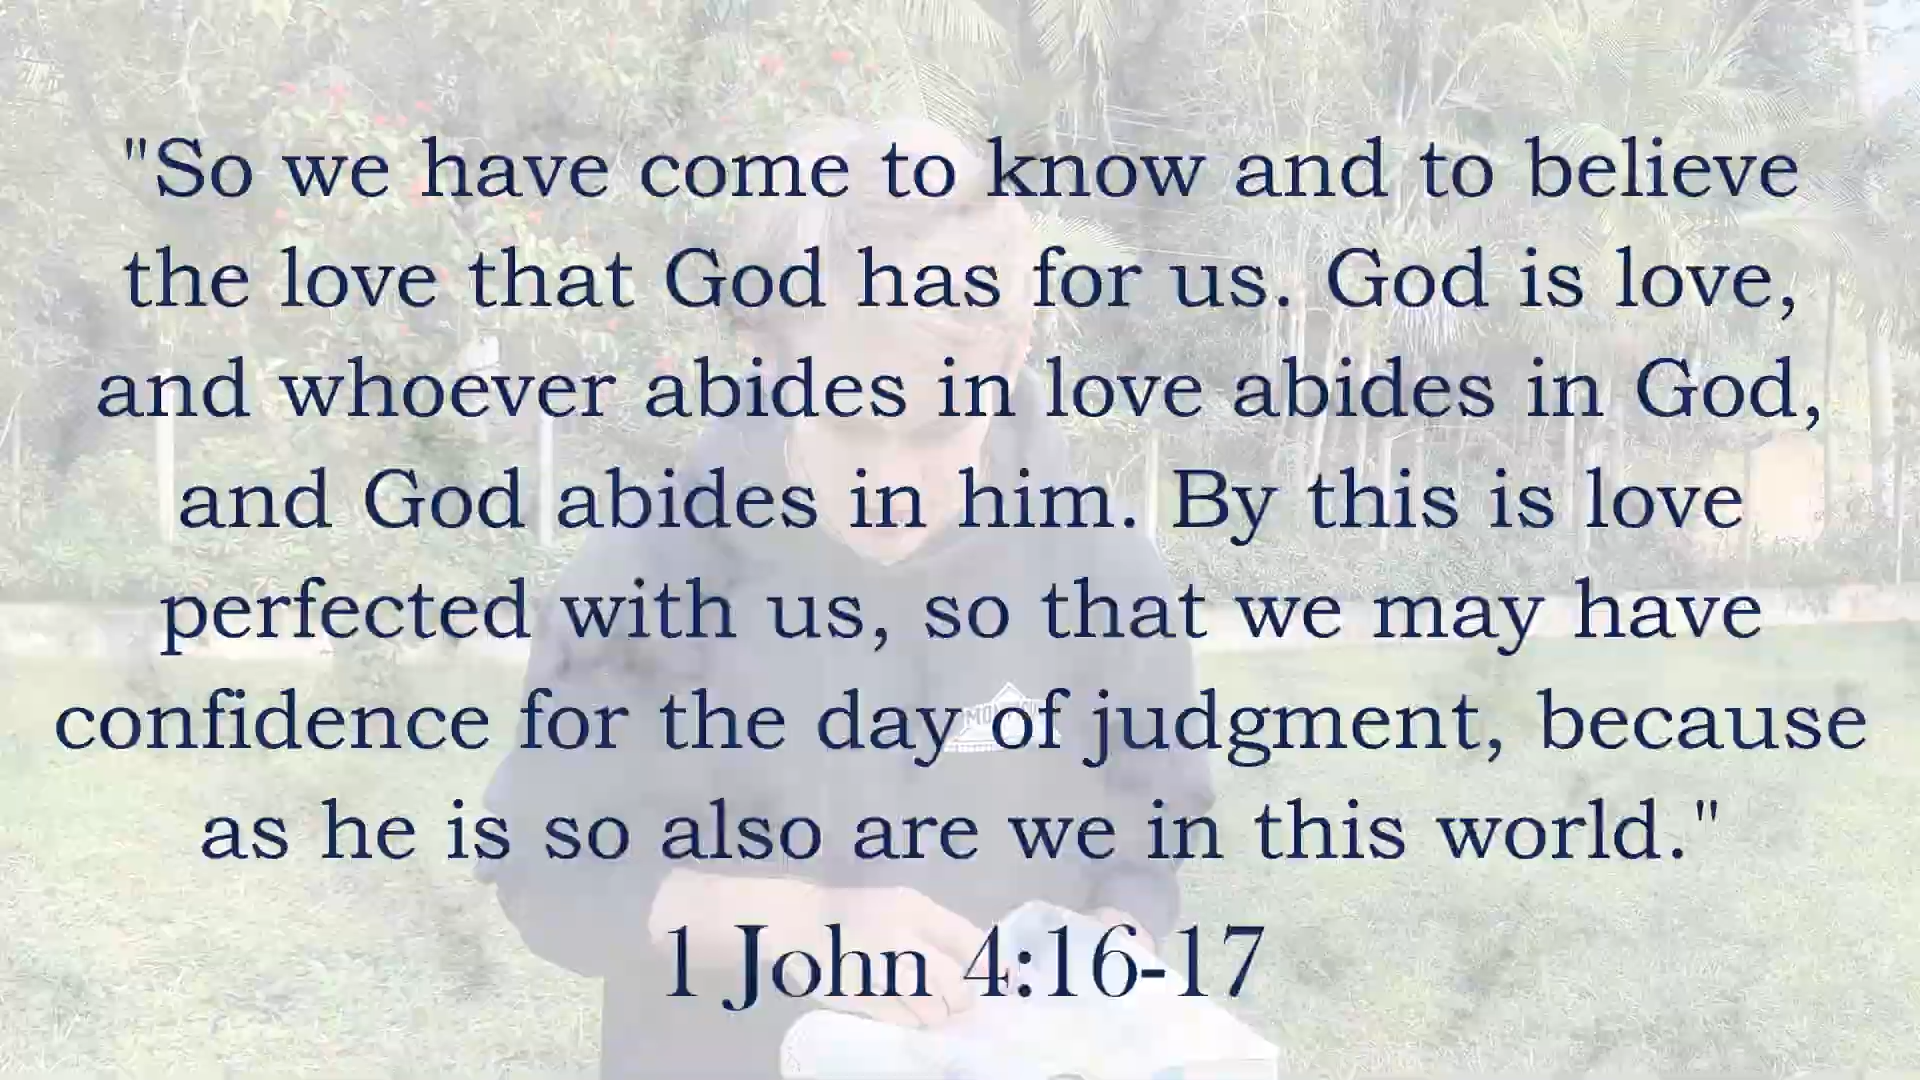 "So we have come to know and to believe
the love that God has for us. God is love,
and whoever abides in love abides in God,
and God abides in him. By this is love
perfected with us, so that we may have
confidence for the day of judgment, because
as he is so also are we in this world."
1 John 4:16-17